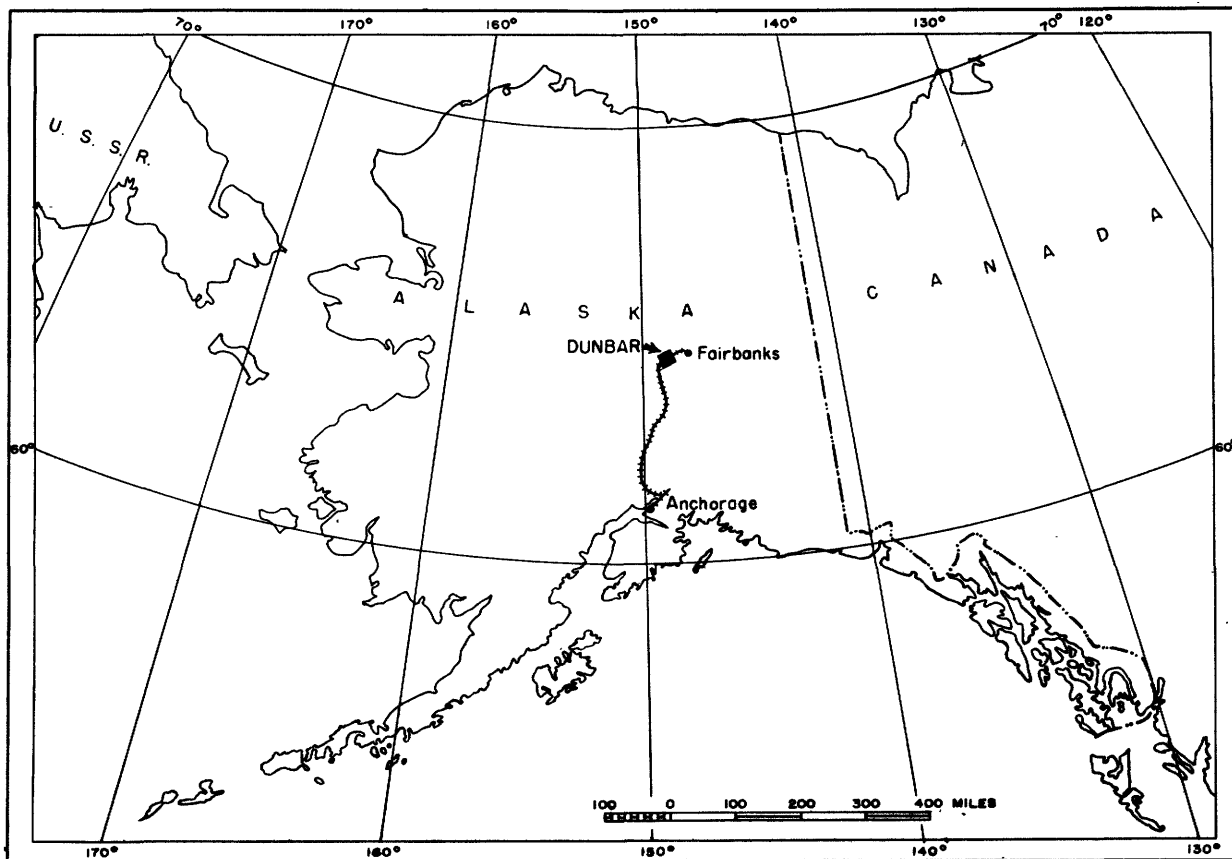 70° 170° 160° 150° 140° 130° 70° 120°
U. S. S. R.
C A N A D A
A L A S K A
DUNBAR Fairbanks
60° 60°
Anchorage
100 0 100 200 300 400 MILES
170° 160° 150° 140° 130°